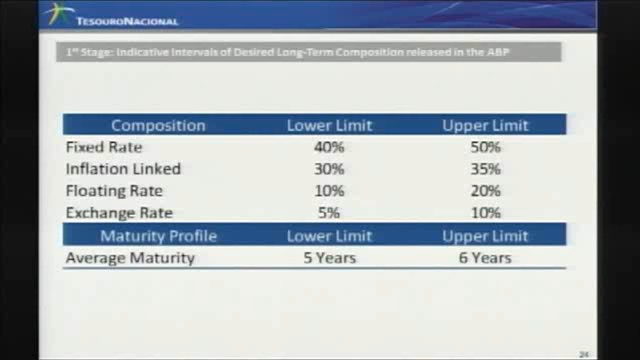 TESOURONACIONAL
1st Stage: Indicative Intervals of Desired Long-Term Composition released in the ABP
Composition Lower Limit Upper Limit
Fixed Rate 40% 50%
Inflation Linked 30% 35%
Floating Rate 10% 20%
Exchange Rate 5% 10%
Maturity Profile Lower Limit Upper Limit
Average Maturity 5 Years 6 Years
24